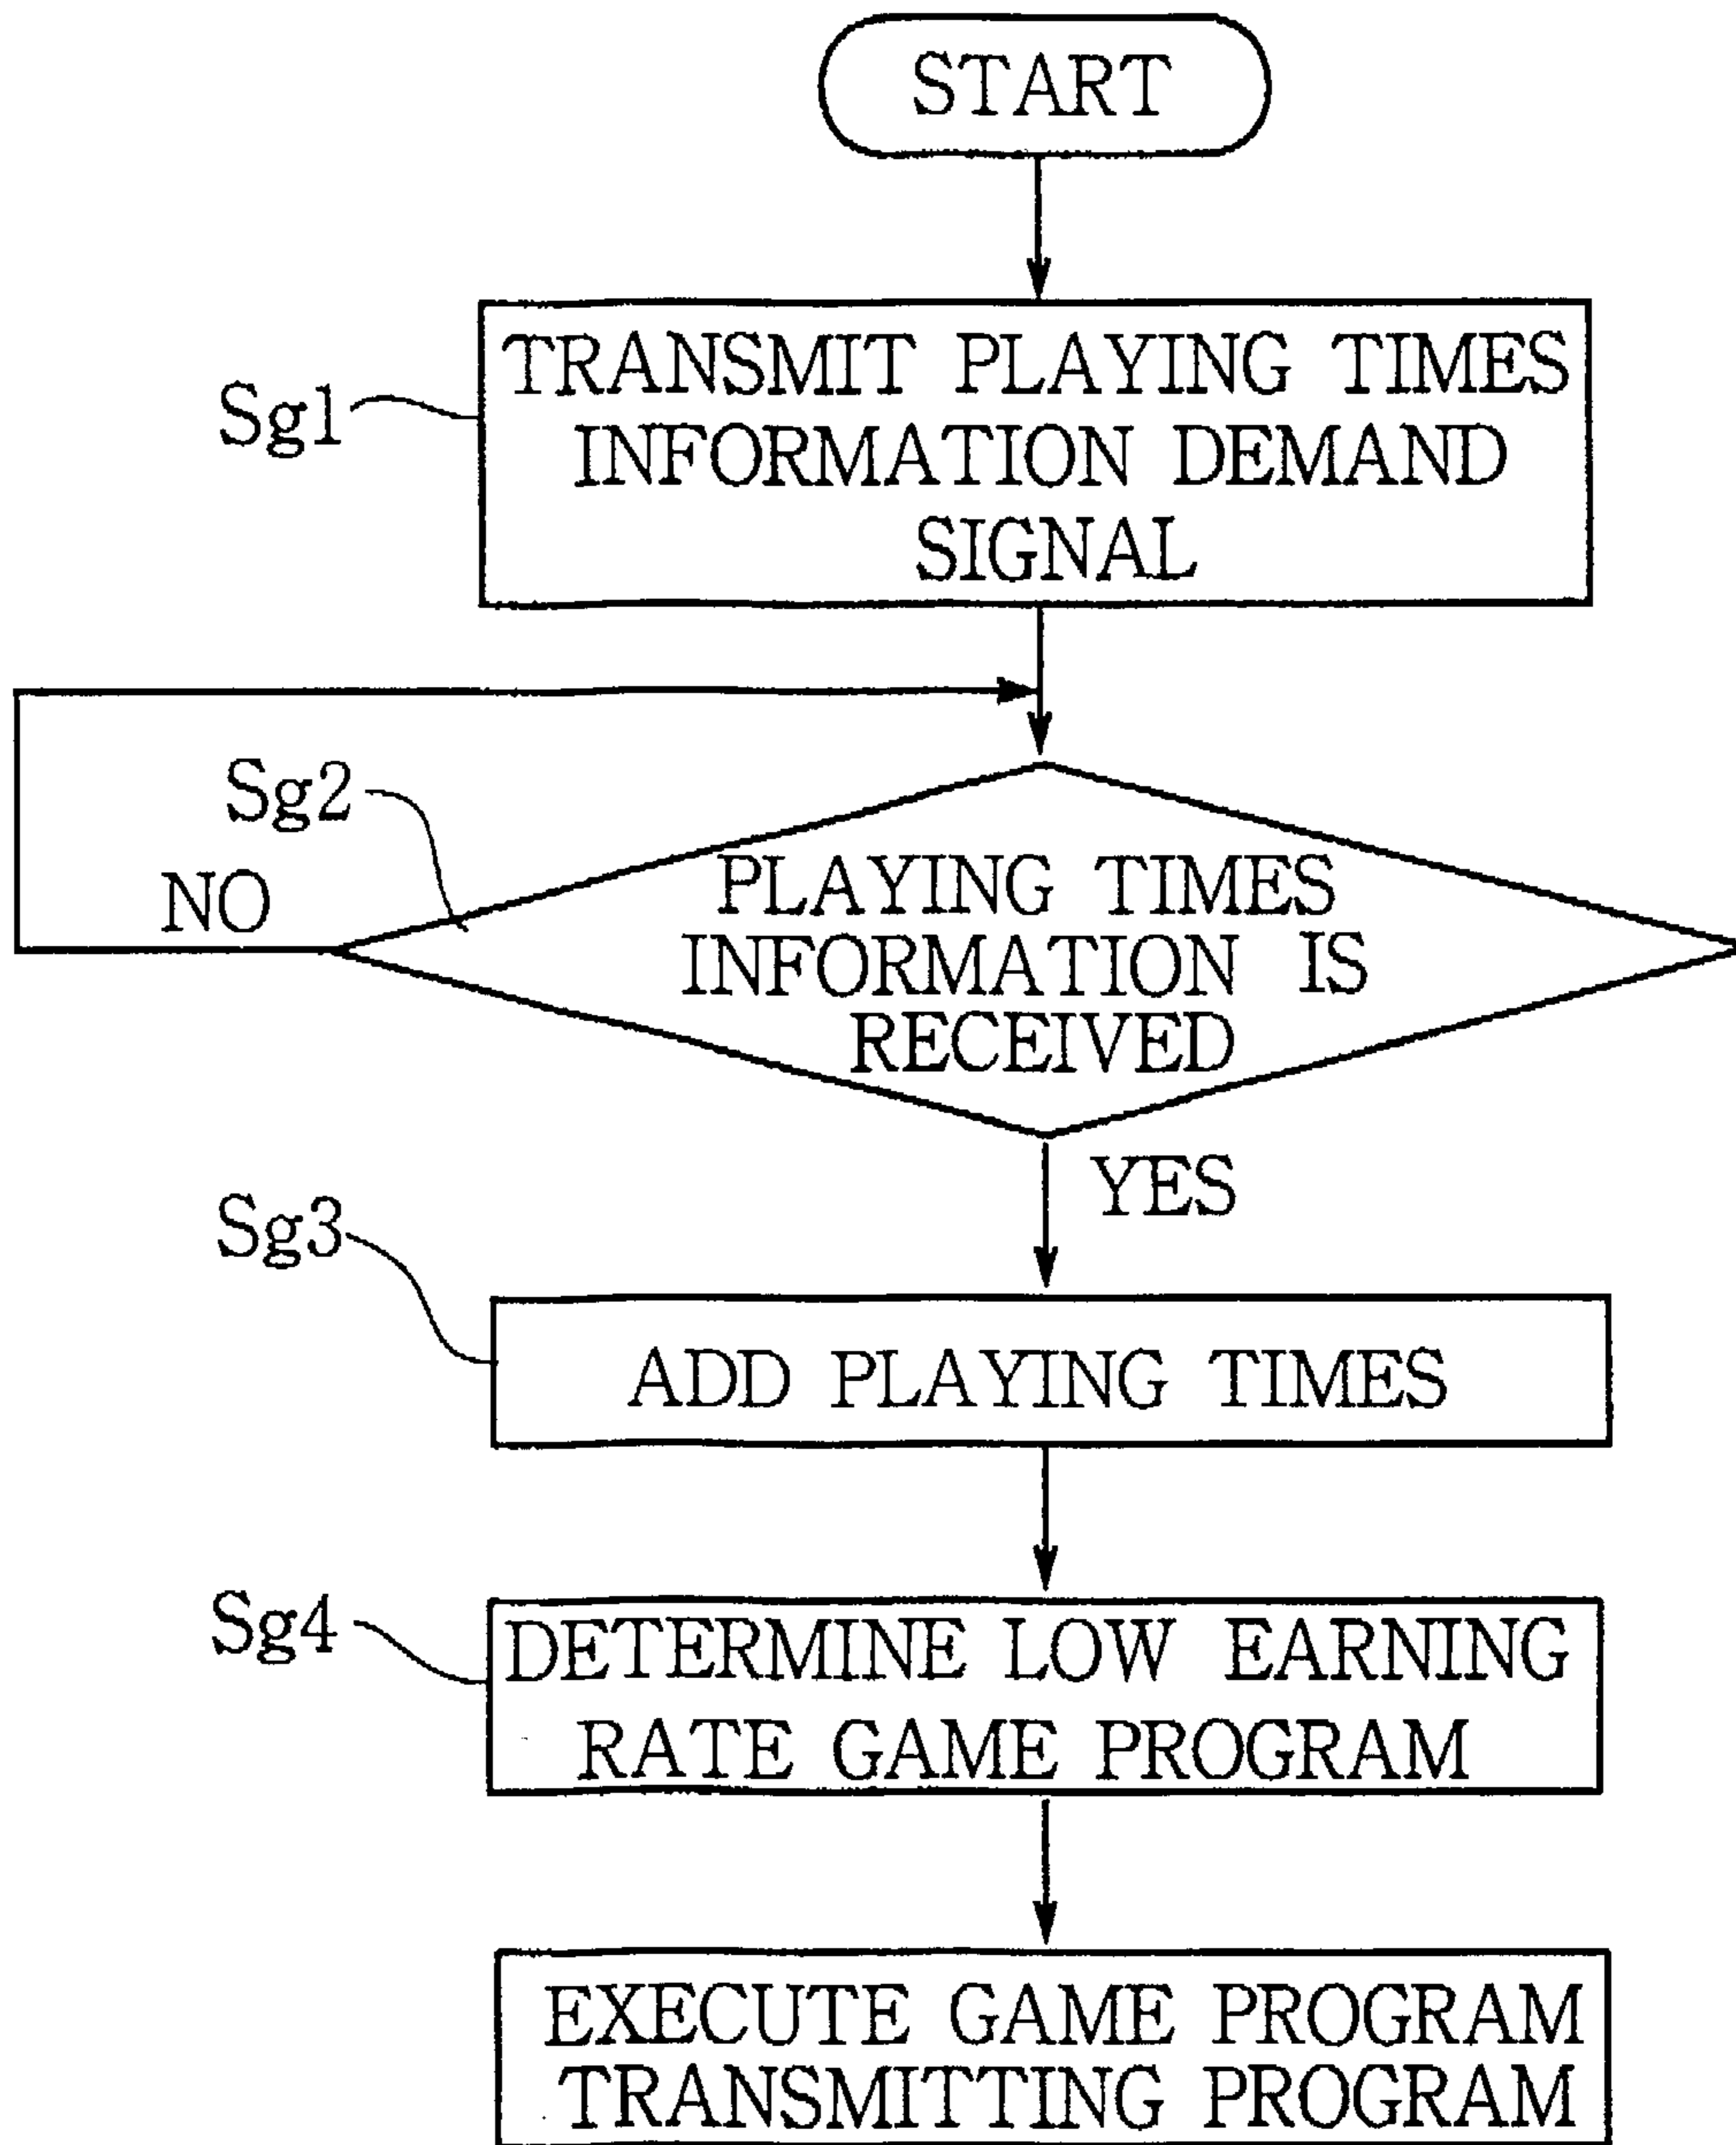 START
TRANSMIT PLAYING TIMES
INFORMATION DEMAND
SIGNAL
Sg1
Sg2
NO
PLAYING TIMES
INFORMATION IS
RECEIVED
YES
Sg3
ADD PLAYING TIMES
Sg4
DETERMINE LOW EARNING
RATE GAME PROGRAM
EXECUTE GAME PROGRAM
TRANSMITTING PROGRAM